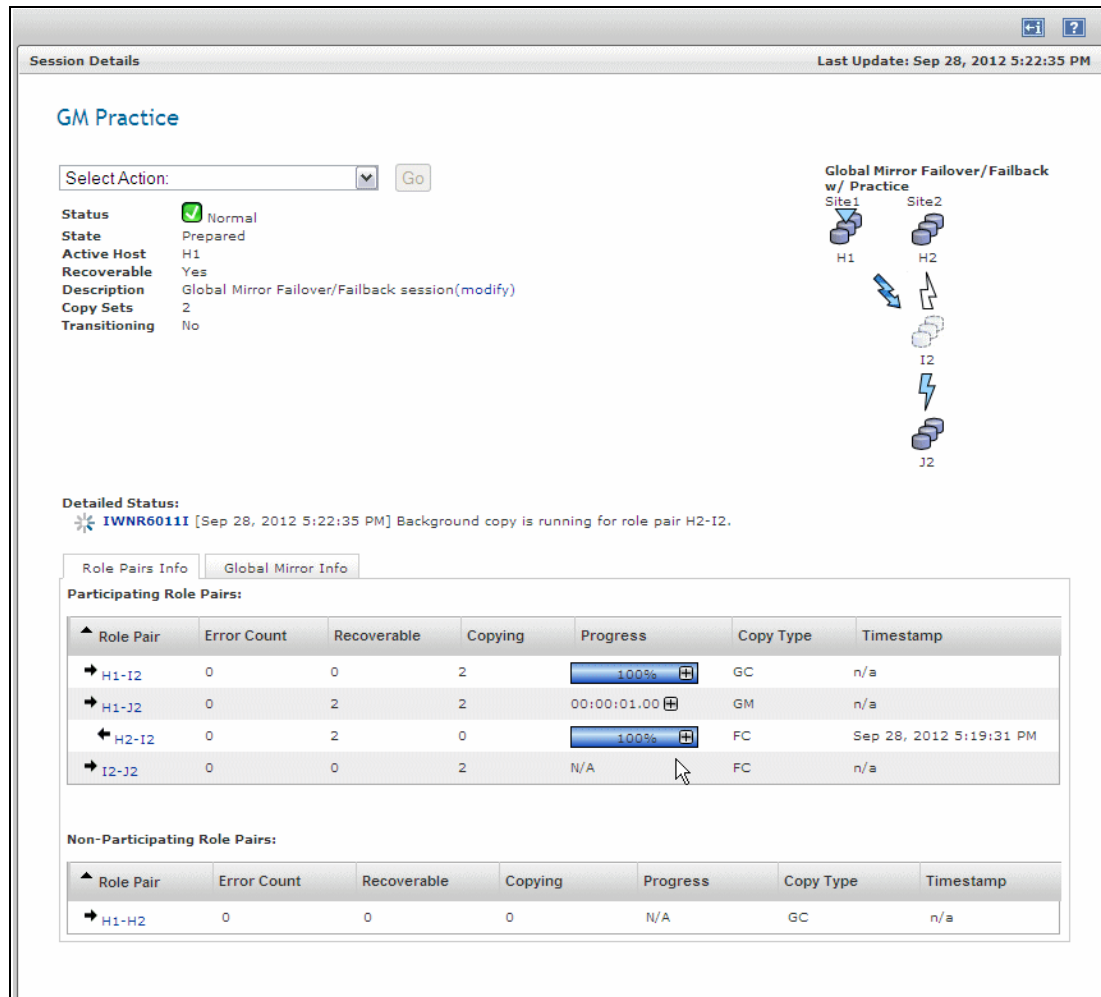 ?
Session Details Last Update: Sep 28, 2012 5:22:35 PM
GM Practice
Select Action: Go
Status Normal
State Prepared
Active Host H1
Recoverable Yes
Description Global Mirror Failover/Failback session(modify)
Copy Sets 2
Transitioning No
Global Mirror Failover/Failback
w/ Practice
Site1 Site2
H1 H2
I2
J2
Detailed Status:
IWNR6011I [Sep 28, 2012 5:22:35 PM] Background copy is running for role pair H2-I2.
Role Pairs Info Global Mirror Info
Participating Role Pairs:
Role Pair Error Count Recoverable Copying Progress Copy Type Timestamp
H1-I2 0 0 2 100% GC n/a
H1-J2 0 2 2 00:00:01.00 GM n/a
H2-I2 0 2 0 100% FC Sep 28, 2012 5:19:31 PM
I2-J2 0 0 2 N/A FC n/a
Non-Participating Role Pairs:
Role Pair Error Count Recoverable Copying Progress Copy Type Timestamp
H1-H2 0 0 0 N/A GC n/a